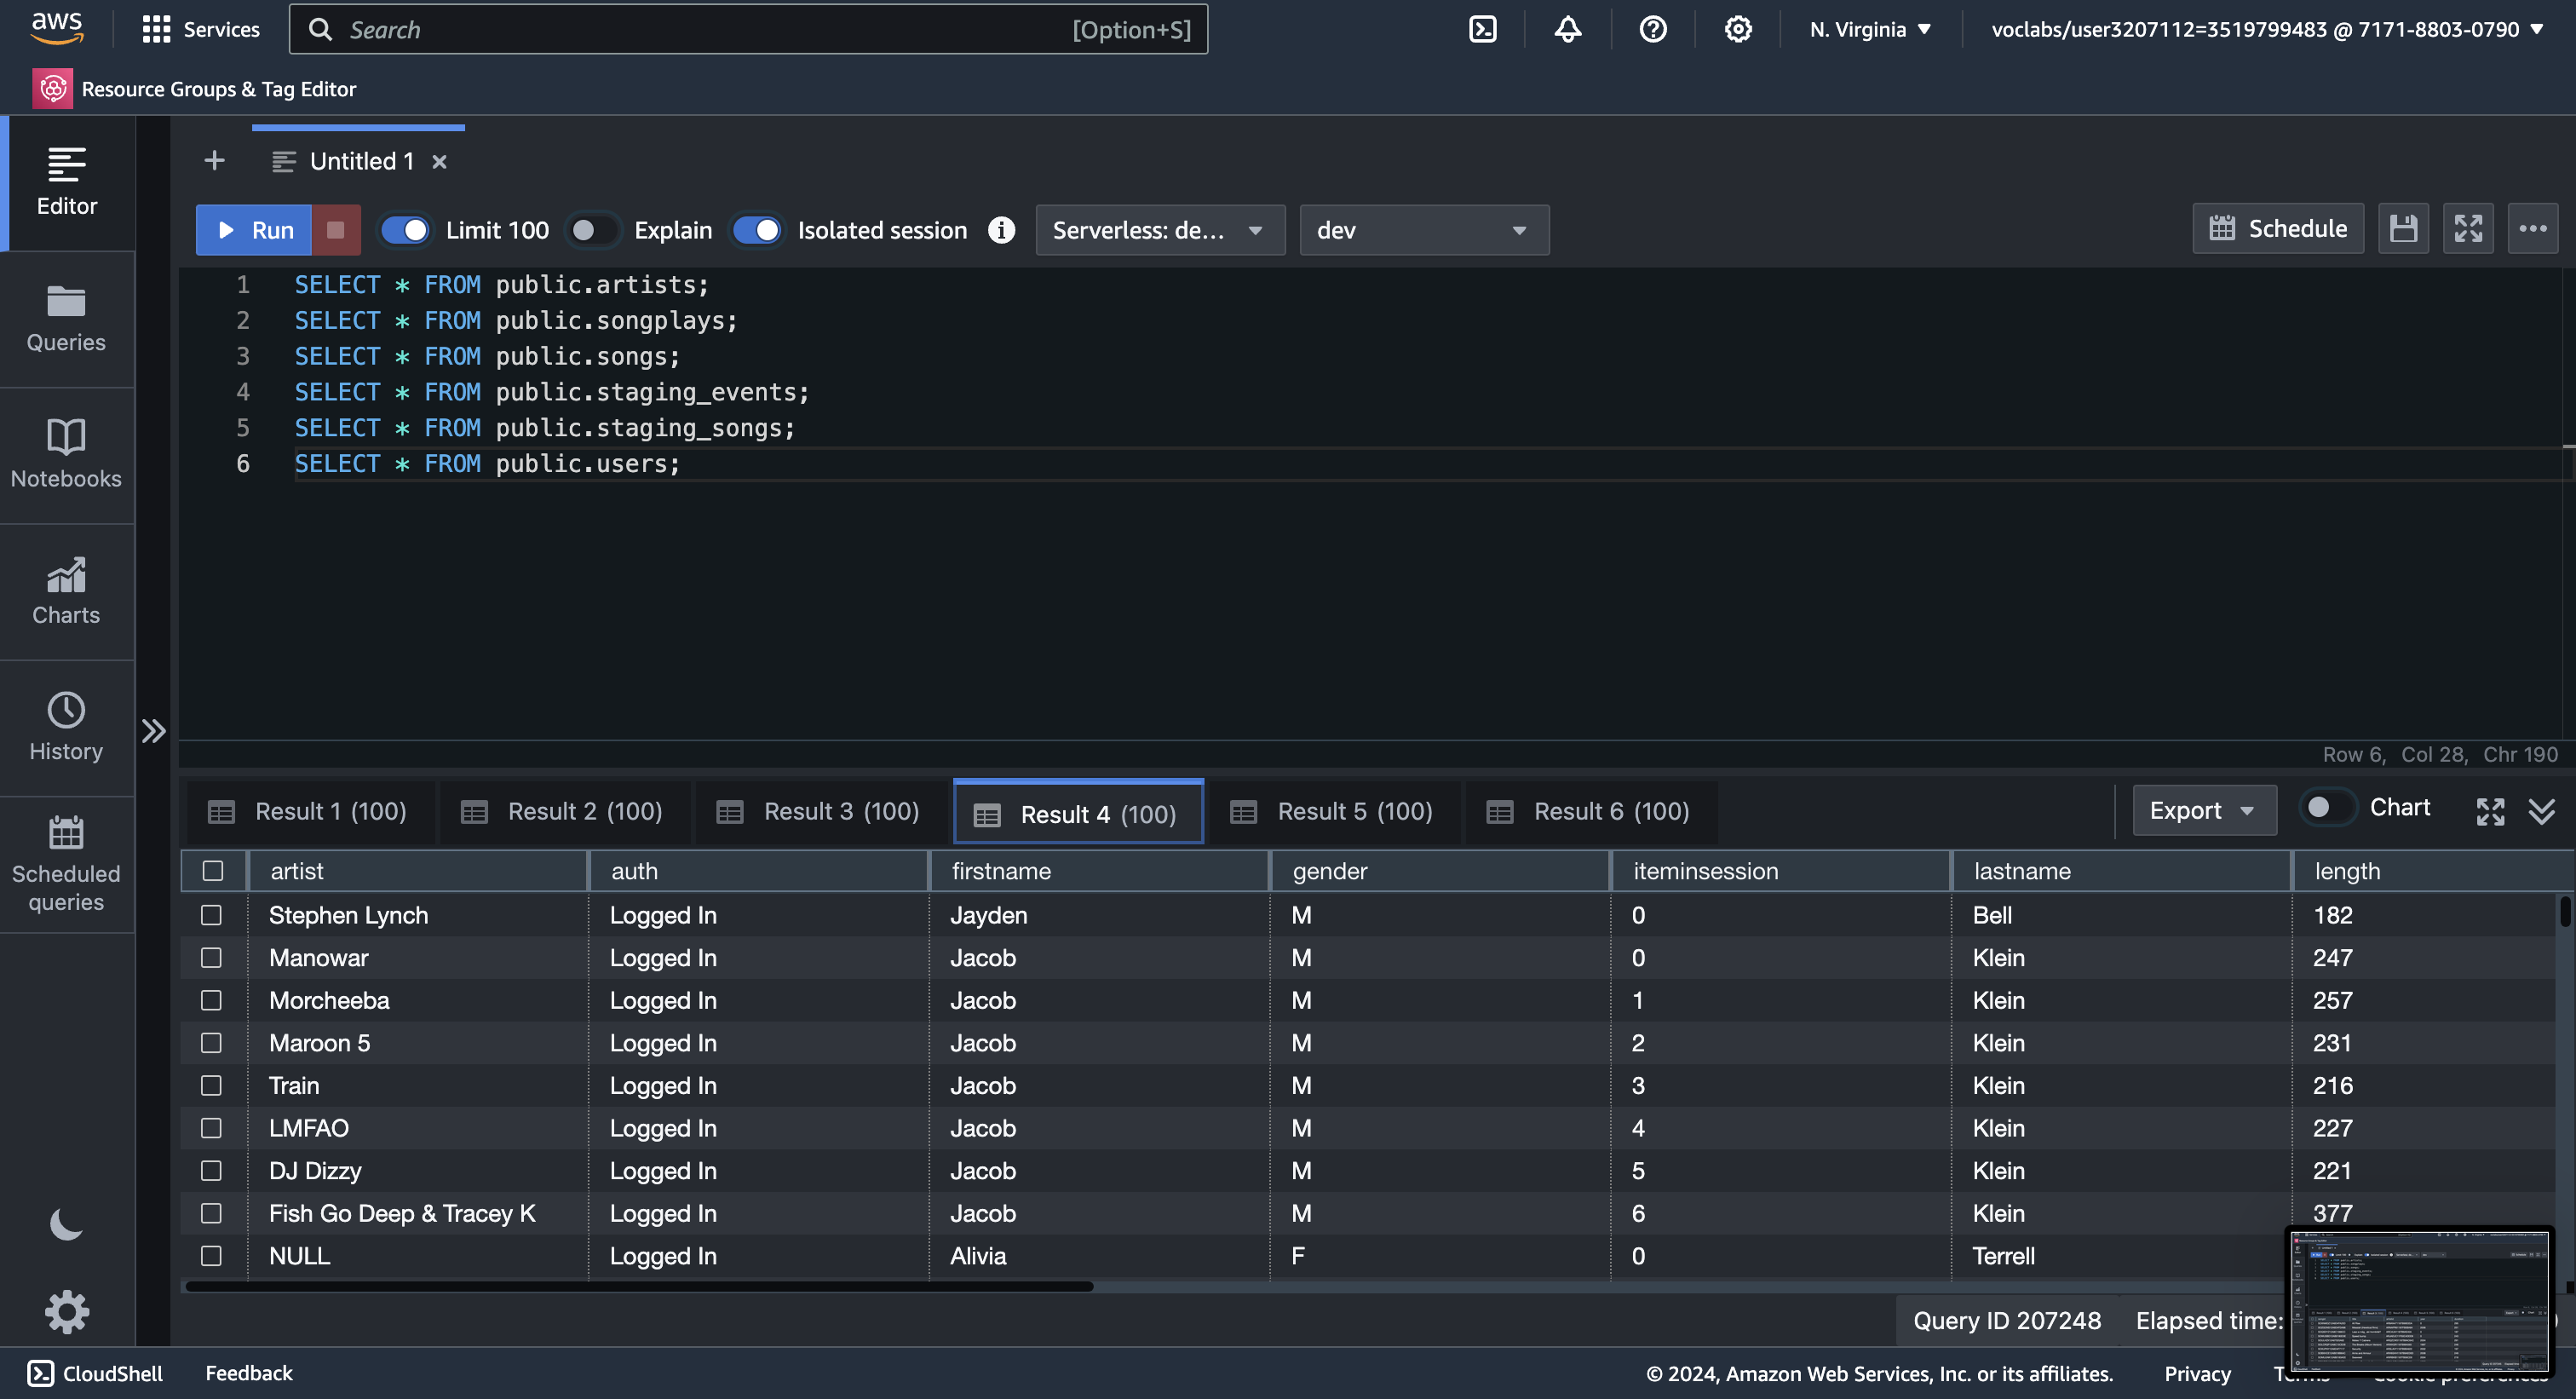 aws
Services
Search
[Option+S]
N. Virginia
voclabs/user3207112=3519799483 @ 7171-8803-0790
Resource Groups & Tag Editor
Editor
Queries
Notebooks
Charts
History
Scheduled
queries
Untitled 1
Run
Limit 100
Explain
Isolated session
Serverless: de...
dev
Schedule
1 SELECT * FROM public.artists;
2 SELECT * FROM public.songplays;
3 SELECT * FROM public.songs;
4 SELECT * FROM public.staging_events;
5 SELECT * FROM public.staging_songs;
6 SELECT * FROM public.users;
Row 6, Col 28, Chr 190
Result 1 (100)
Result 2 (100)
Result 3 (100)
Result 4 (100)
Result 5 (100)
Result 6 (100)
Export
Chart
artist auth firstname gender iteminsession lastname length
Stephen Lynch Logged In Jayden M 0 Bell 182
Manowar Logged In Jacob M 0 Klein 247
Morcheeba Logged In Jacob M 1 Klein 257
Maroon 5 Logged In Jacob M 2 Klein 231
Train Logged In Jacob M 3 Klein 216
LMFAO Logged In Jacob M 4 Klein 227
DJ Dizzy Logged In Jacob M 5 Klein 221
Fish Go Deep & Tracey K Logged In Jacob M 6 Klein 377
NULL Logged In Alivia F 0 Terrell
Query ID 207248
Elapsed time:
CloudShell
Feedback
© 2024, Amazon Web Services, Inc. or its affiliates.
Privacy
Terms
Cookie preferences